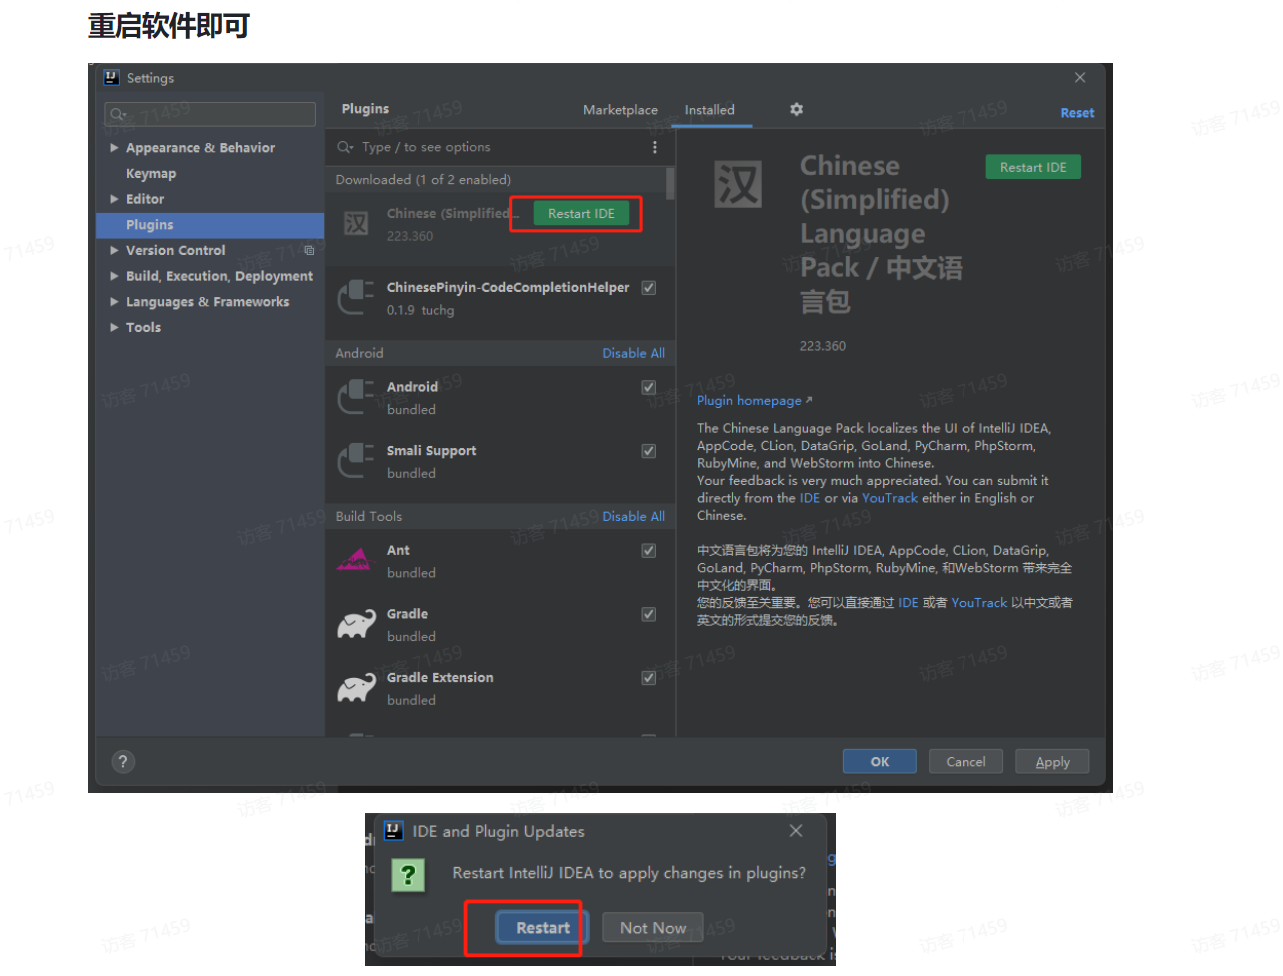 重启软件即可
Settings
Plugins
Marketplace
Installed
Reset
Appearance & Behavior
Keymap
Editor
Plugins
Version Control
Build, Execution, Deployment
Languages & Frameworks
Tools
Type / to see options
Downloaded (1 of 2 enabled)
汉
Chinese (Simplified...
Restart IDE
223.360
ChinesePinyin-CodeCompletionHelper
0.1.9 tuchg
Android
Disable All
Android
bundled
Smali Support
bundled
Build Tools
Disable All
Ant
bundled
Gradle
bundled
Gradle Extension
bundled
汉
Chinese
(Simplified)
Language
Pack / 中文语
言包
Restart IDE
223.360
Plugin homepage
The Chinese Language Pack localizes the UI of IntelliJ IDEA,
AppCode, CLion, DataGrip, GoLand, PyCharm, PhpStorm,
RubyMine, and WebStorm into Chinese.
Your feedback is very much appreciated. You can submit it
directly from the IDE or via YouTrack either in English or
Chinese.
中文语言包将为您的 IntelliJ IDEA, AppCode, CLion, DataGrip,
GoLand, PyCharm, PhpStorm, RubyMine, 和WebStorm 带来完全
中文化的界面。
您的反馈至关重要。您可以直接通过 IDE 或者 YouTrack 以中文或者
英文的形式提交您的反馈。
?
OK
Cancel
Apply
IDE and Plugin Updates
?
Restart IntelliJ IDEA to apply changes in plugins?
Restart
Not Now
访客 71459